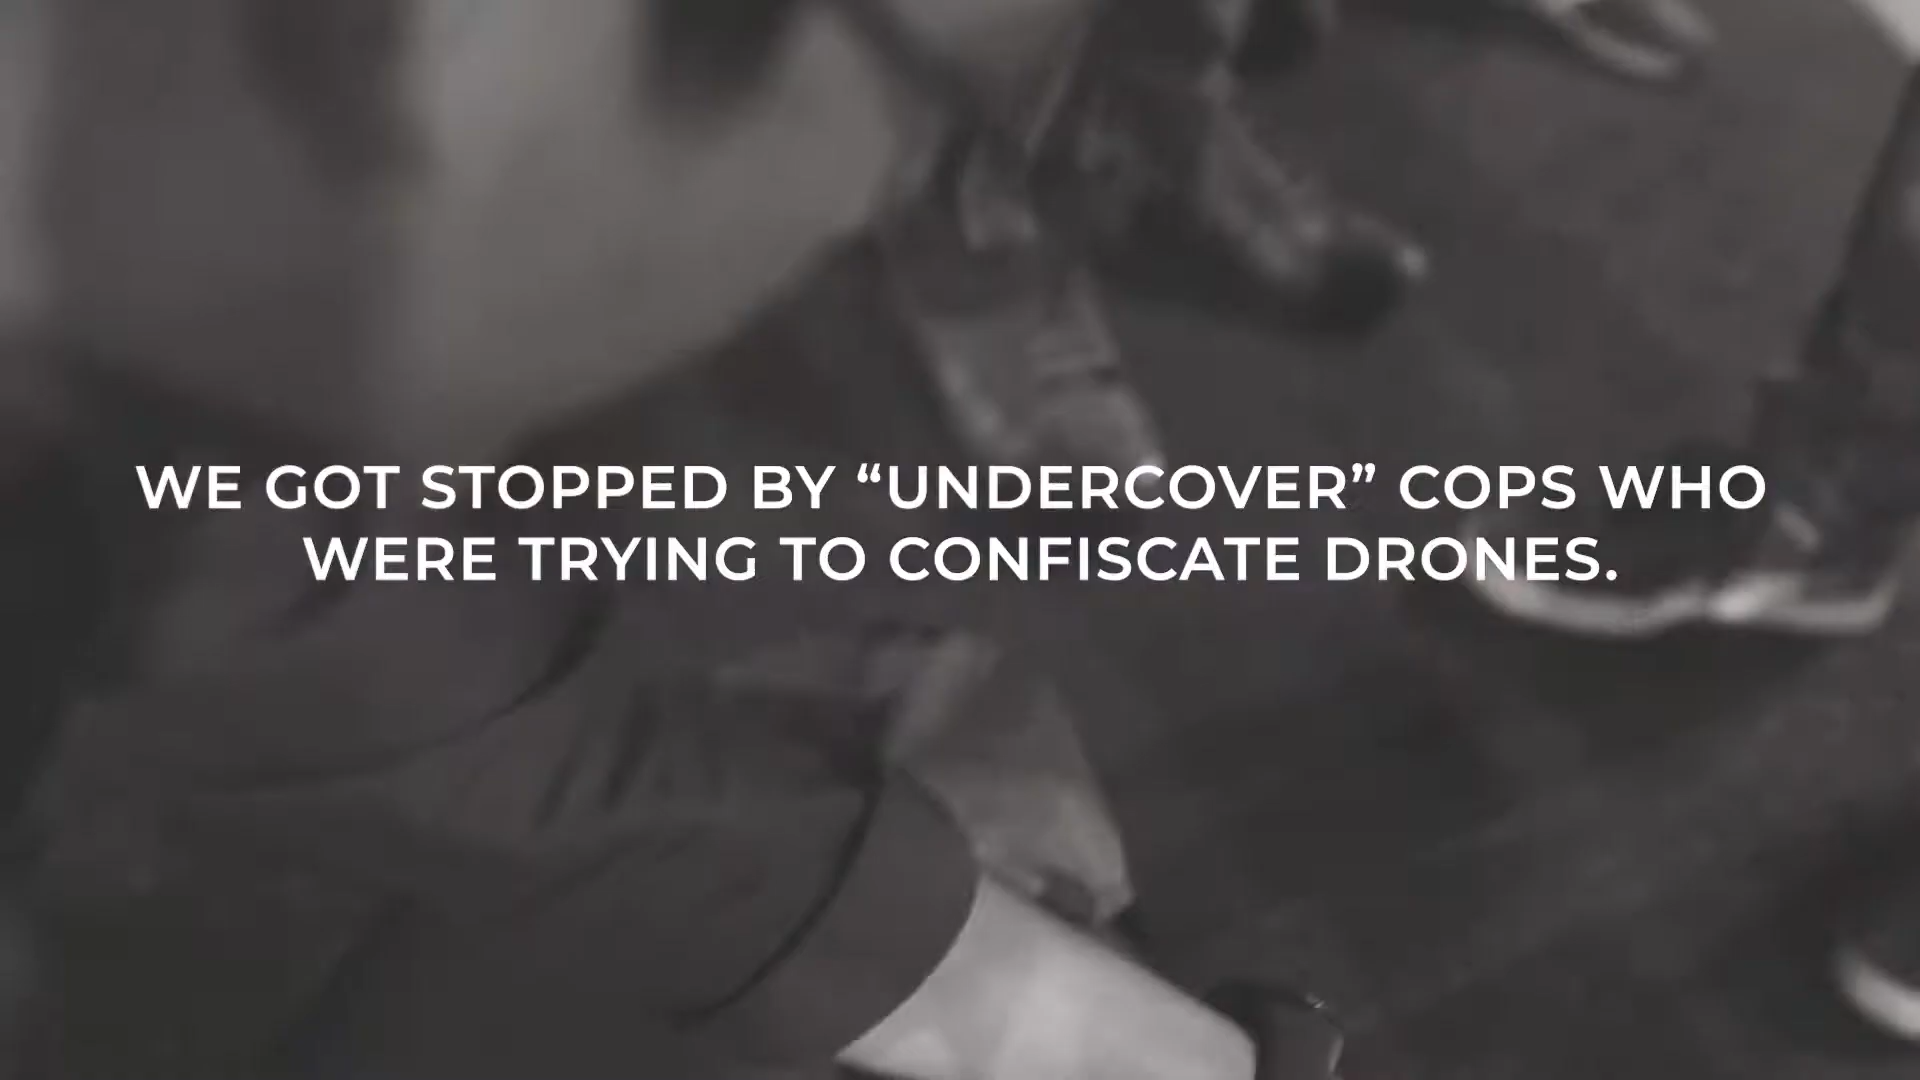 WE GOT STOPPED BY “UNDERCOVER” COPS WHO
WERE TRYING TO CONFISCATE DRONES.